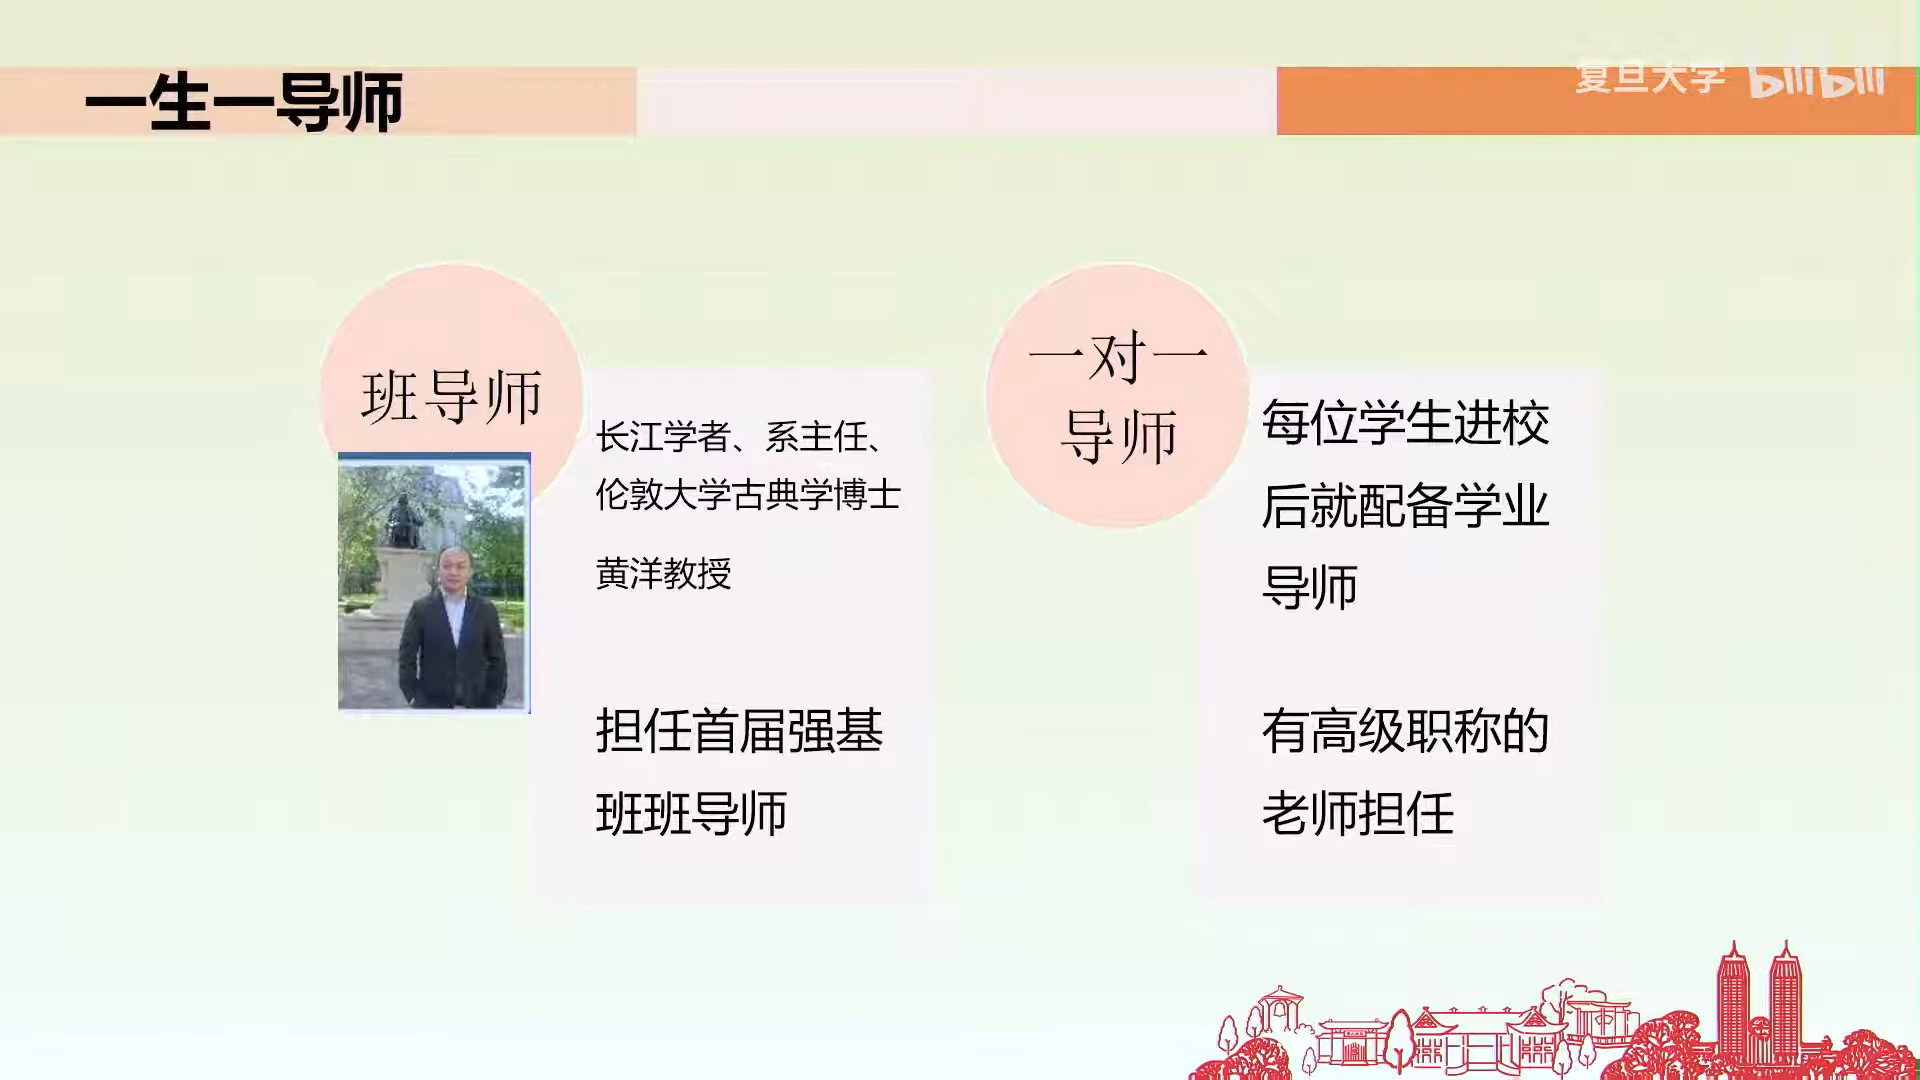 一生一导师
复旦大学 bilibili
班导师
长江学者、系主任、
伦敦大学古典学博士
黄洋教授
担任首届强基
班班导师
一对一
导师
每位学生进校
后就配备学业
导师
有高级职称的
老师担任